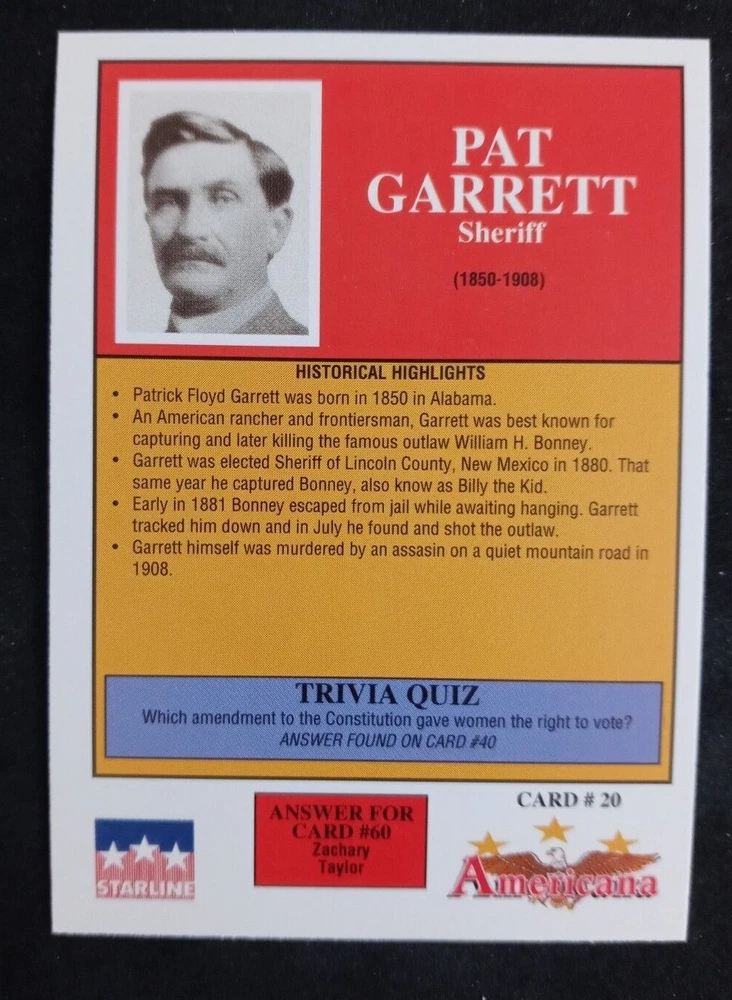 PAT
GARRETT
Sheriff
(1850-1908)
HISTORICAL HIGHLIGHTS
• Patrick Floyd Garrett was born in 1850 in Alabama.
• An American rancher and frontiersman, Garrett was best known for
capturing and later killing the famous outlaw William H. Bonney.
• Garrett was elected Sheriff of Lincoln County, New Mexico in 1880. That
same year he captured Bonney, also know as Billy the Kid.
• Early in 1881 Bonney escaped from jail while awaiting hanging. Garrett
tracked him down and in July he found and shot the outlaw.
• Garrett himself was murdered by an assasin on a quiet mountain road in
1908.
TRIVIA QUIZ
Which amendment to the Constitution gave women the right to vote?
ANSWER FOUND ON CARD #40
STARLINE
ANSWER FOR
CARD #60
Zachary
Taylor
CARD # 20
Americana